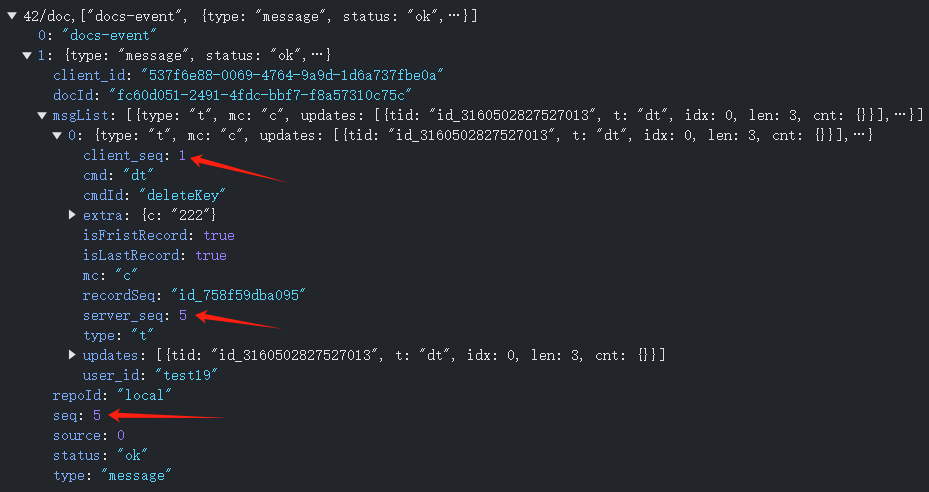 42/doc,["docs-event", {type: "message", status: "ok",…}]
0: "docs-event"
1: {type: "message", status: "ok",…}
client_id: "537f6e88-0069-4764-9a9d-1d6a737fbe0a"
docId: "fc60d051-2491-4fdc-bbf7-f8a57310c75c"
msgList: [{type: "t", mc: "c", updates: [{tid: "id_3160502827527013", t: "dt", idx: 0, len: 3, cnt: {}}],…}]
0: {type: "t", mc: "c", updates: [{tid: "id_3160502827527013", t: "dt", idx: 0, len: 3, cnt: {}}],…}
client_seq: 1
cmd: "dt"
cmdId: "deleteKey"
extra: {c: "222"}
isFristRecord: true
isLastRecord: true
mc: "c"
recordSeq: "id_758f59dba095"
server_seq: 5
type: "t"
updates: [{tid: "id_3160502827527013", t: "dt", idx: 0, len: 3, cnt: {}}]
user_id: "test19"
repoId: "local"
seq: 5
source: 0
status: "ok"
type: "message"